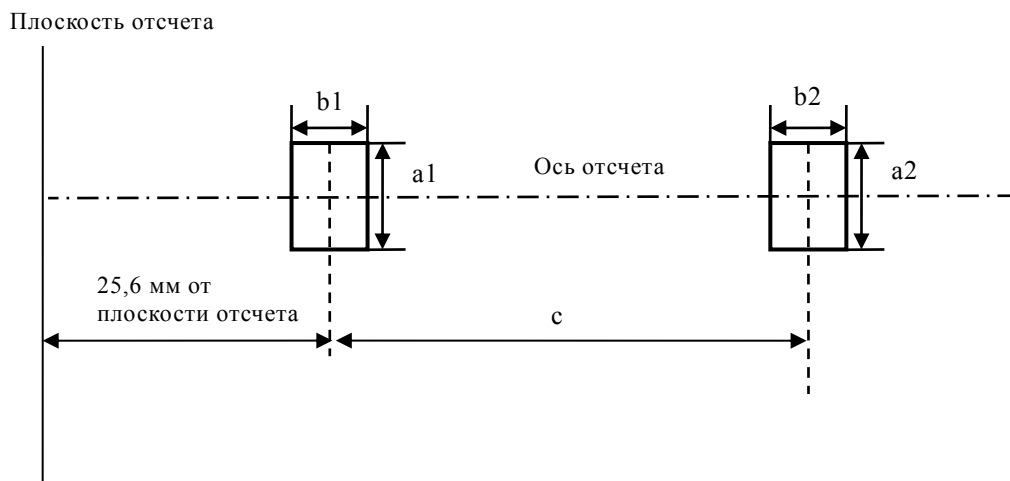 Плоскость отсчета
b1
b2
a1
Ось отсчета
a2
25,6 мм от
плоскости отсчета
c